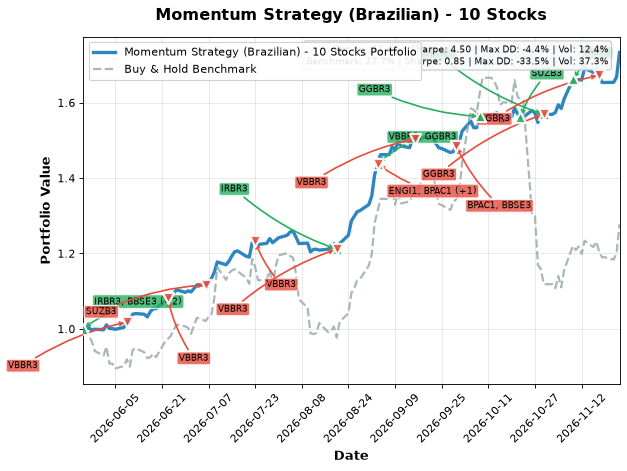 Momentum Strategy (Brazilian) - 10 Stocks
Momentum Strategy (Brazilian) - 10 Stocks Portfolio
Buy & Hold Benchmark
Sharpe: 4.50 | Max DD: -4.4% | Vol: 12.4%
Benchmark: 27.7% | Sharpe: 0.85 | Max DD: -33.5% | Vol: 37.3%
SUZB3
GGBR3
GGBR3
VBBR3
GGBR3
GGBR3
VBBR3
ENGI1, BPAC1 (+1)
IRBR3
BPAC1, BBSE3
VBBR3
IRBR3, BBSE3
SUZB3
VBBR3
VBBR3
VBBR3
1.6
1.4
1.2
1.0
Portfolio Value
2026-06-05
2026-06-21
2026-07-07
2026-07-23
2026-08-08
2026-08-24
2026-09-09
2026-09-25
2026-10-11
2026-10-27
2026-11-12
Date